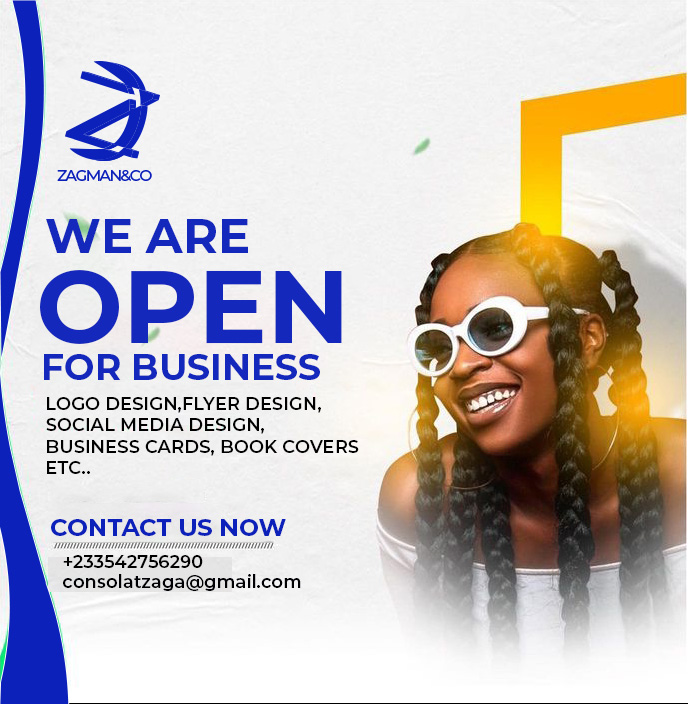 ZAGMAN&CO
WE ARE
OPEN
FOR BUSINESS
LOGO DESIGN,FLYER DESIGN,
SOCIAL MEDIA DESIGN,
BUSINESS CARDS, BOOK COVERS
ETC..
CONTACT US NOW
+233542756290
consolatzaga@gmail.com